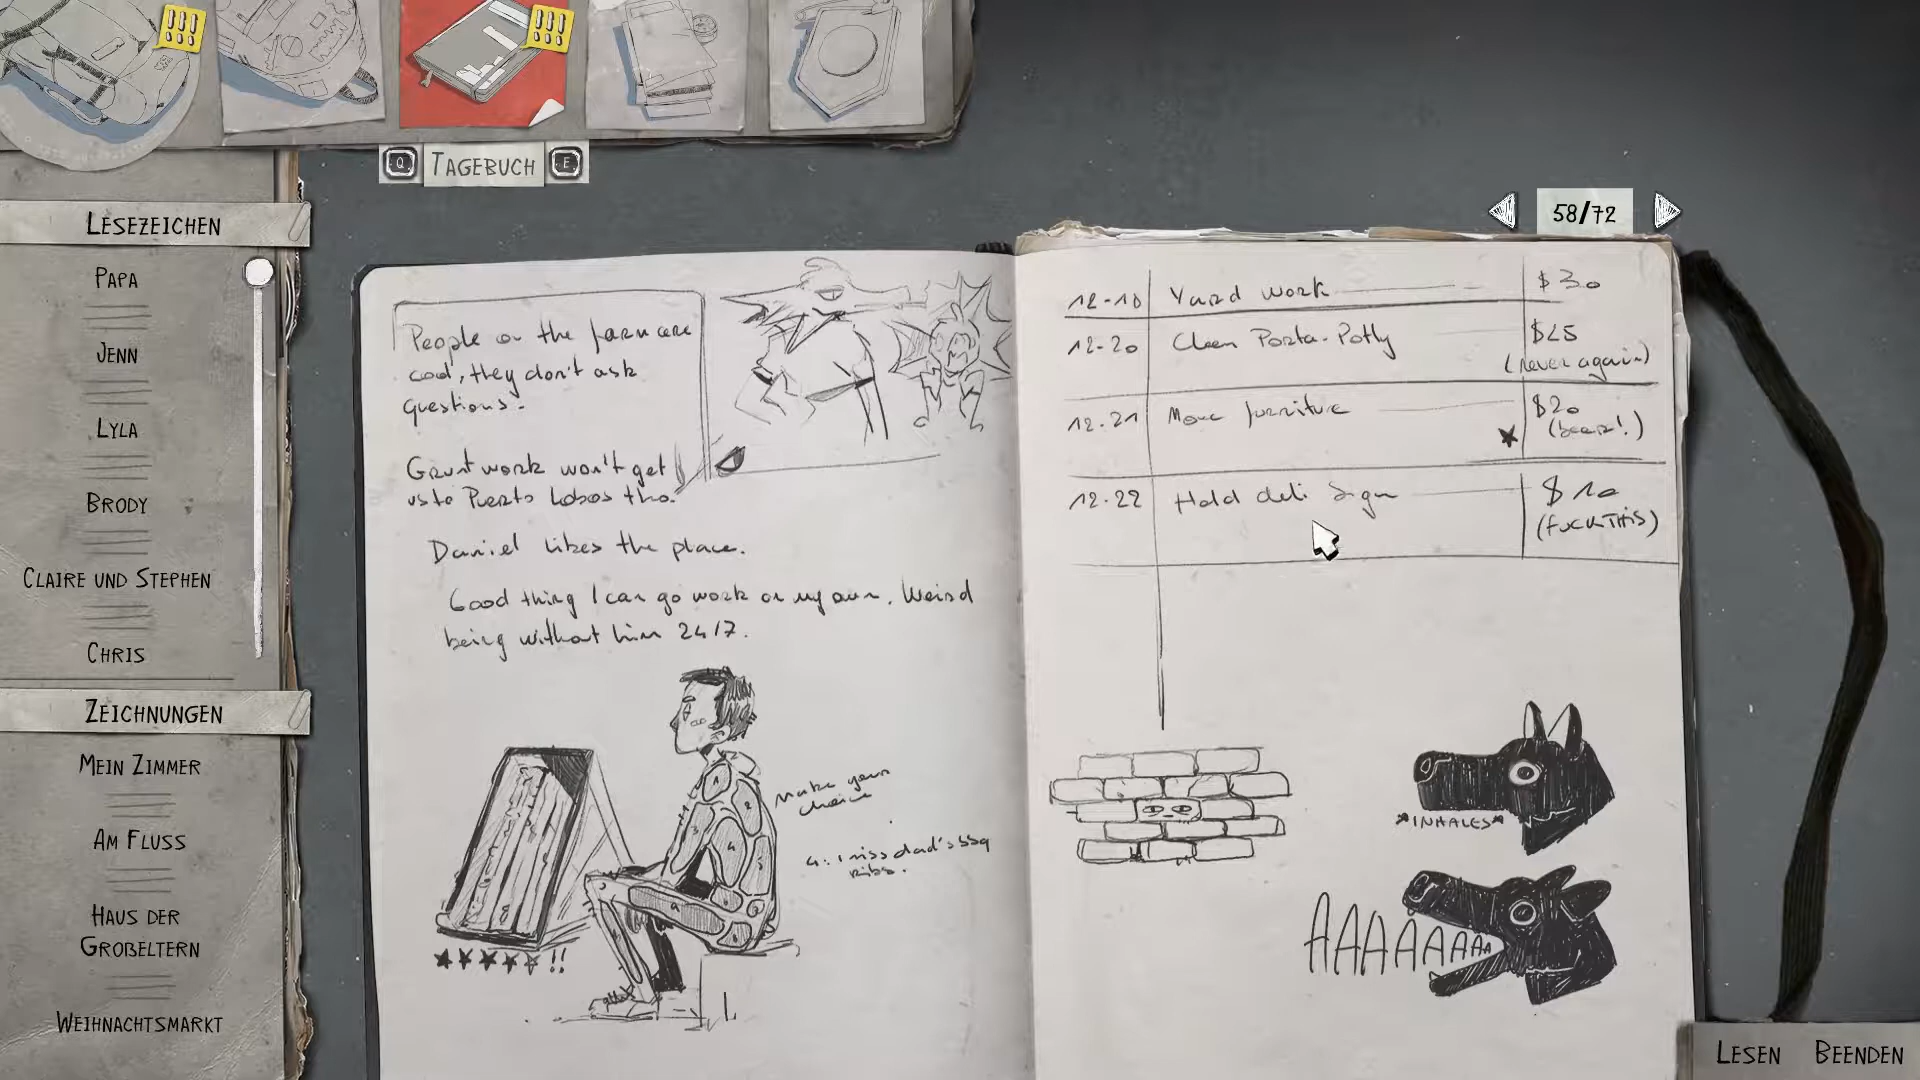 Q TAGEBUCH E
LESEZEICHEN
PAPA
JENN
LYLA
BRODY
CLAIRE UND STEPHEN
CHRIS
ZEICHNUNGEN
MEIN ZIMMER
AM FLUSS
HAUS DER
GROßELTERN
WEIHNACHTSMARKT
58/72
People on the farm are
cool, they don't ask
questions.
Grunt work won't get
us to Puerto Lobos tho.
Daniel likes the place.
Good thing I can go work on my own. Weird
being without him 24/7.
Make your
choice
4: I miss dad's BBQ
ribs.
!!
12-18 Yard work $30
12-20 Clean Porta-Potty $25
(never again)
12-21 Move furniture $20
(beer!)
12-22 Hold deli sign $10
(FUCK THIS)
*INHALES*
AAAAAAAAA
LESEN BEENDEN